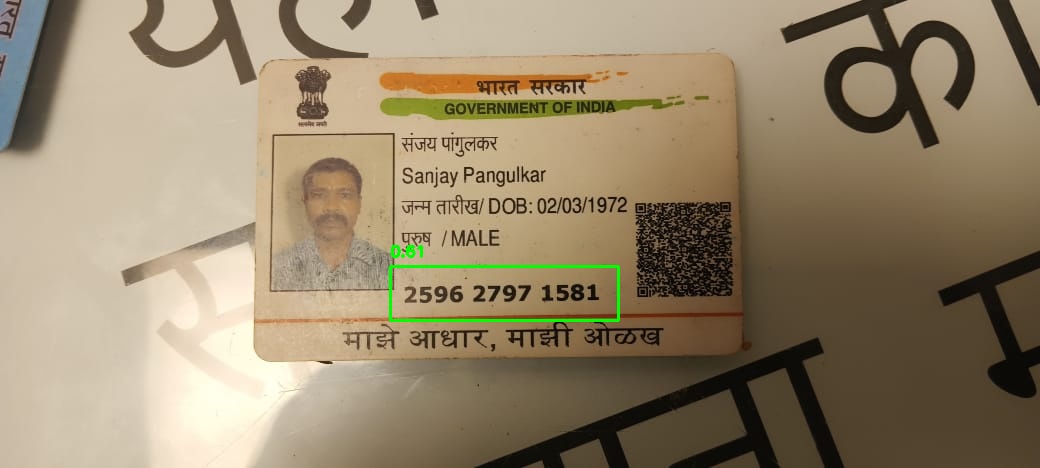 भारत सरकार
GOVERNMENT OF INDIA
सत्यमेव जयते
संजय पांगुलकर
Sanjay Pangulkar
जन्म तारीख/ DOB: 02/03/1972
पुरुष / MALE
0.61
2596 2797 1581
माझे आधार, माझी ओळख